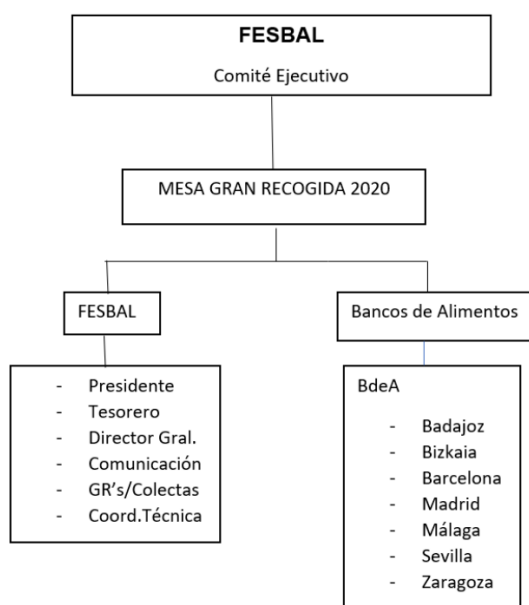 FESBAL
Comité Ejecutivo
MESA GRAN RECOGIDA 2020
FESBAL
Bancos de Alimentos
- Presidente
- Tesorero
- Director Gral.
- Comunicación
- GR’s/Colectas
- Coord.Técnica
BdeA
- Badajoz
- Bizkaia
- Barcelona
- Madrid
- Málaga
- Sevilla
- Zaragoza